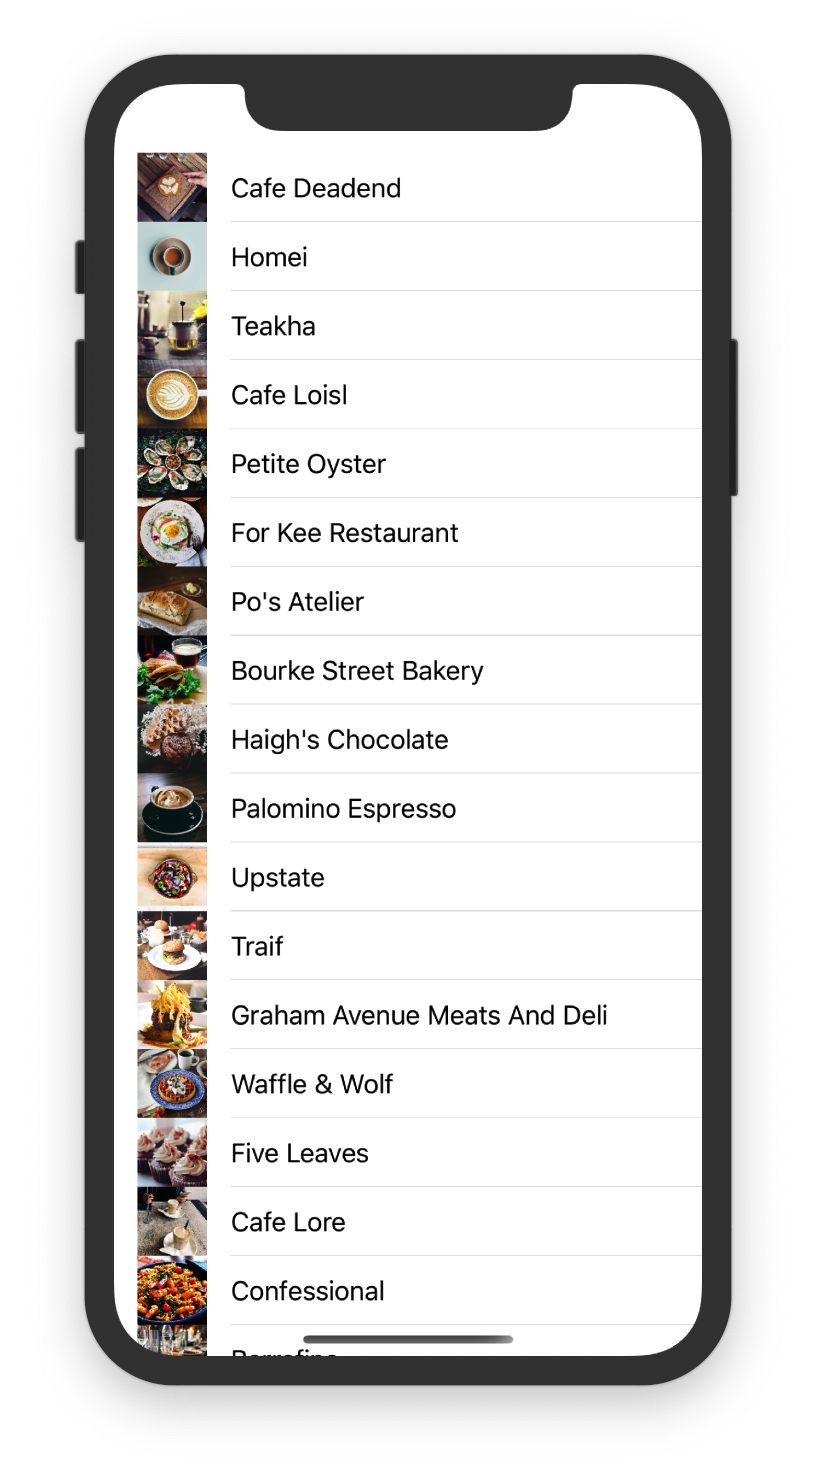 Cafe Deadend
Homei
Teakha
Cafe Loisl
Petite Oyster
For Kee Restaurant
Po's Atelier
Bourke Street Bakery
Haigh's Chocolate
Palomino Espresso
Upstate
Traif
Graham Avenue Meats And Deli
Waffle & Wolf
Five Leaves
Cafe Lore
Confessional